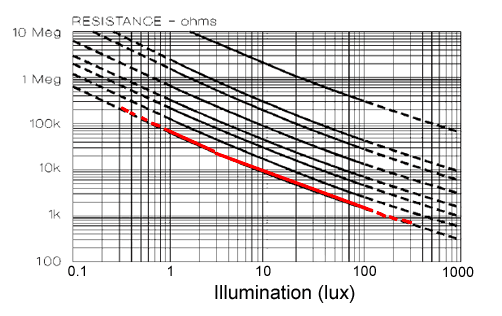 RESISTANCE - ohms
10 Meg
1 Meg
100k
10k
1k
100
0.1 1 10 100 1000
Illumination (lux)